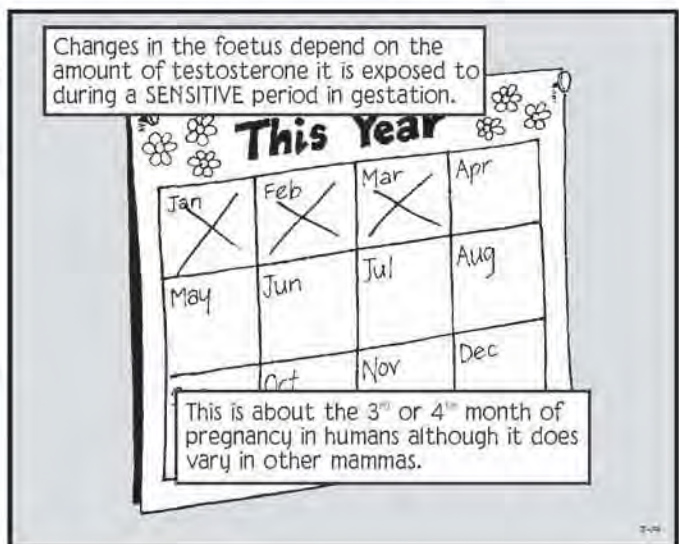 Changes in the foetus depend on the
amount of testosterone it is exposed to
during a SENSITIVE period in gestation.
This Year
Jan Feb Mar Apr
May Jun Jul Aug
Oct Nov Dec
This is about the 3rd or 4th month of
pregnancy in humans although it does
vary in other mammas.